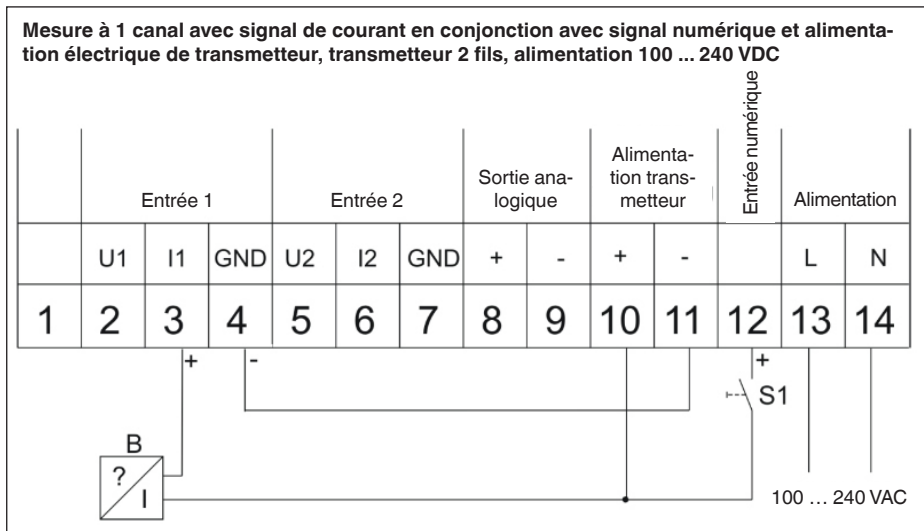 Mesure à 1 canal avec signal de courant en conjonction avec signal numérique et alimenta-
tion électrique de transmetteur, transmetteur 2 fils, alimentation 100 ... 240 VDC
Entrée 1
Entrée 2
Sortie ana-
logique
Alimenta-
tion trans-
metteur
Entrée numérique
Alimentation
U1 I1 GND U2 I2 GND + - + - L N
1 2 3 4 5 6 7 8 9 10 11 12 13 14
+ - +
S1
B
?
I
100 … 240 VAC